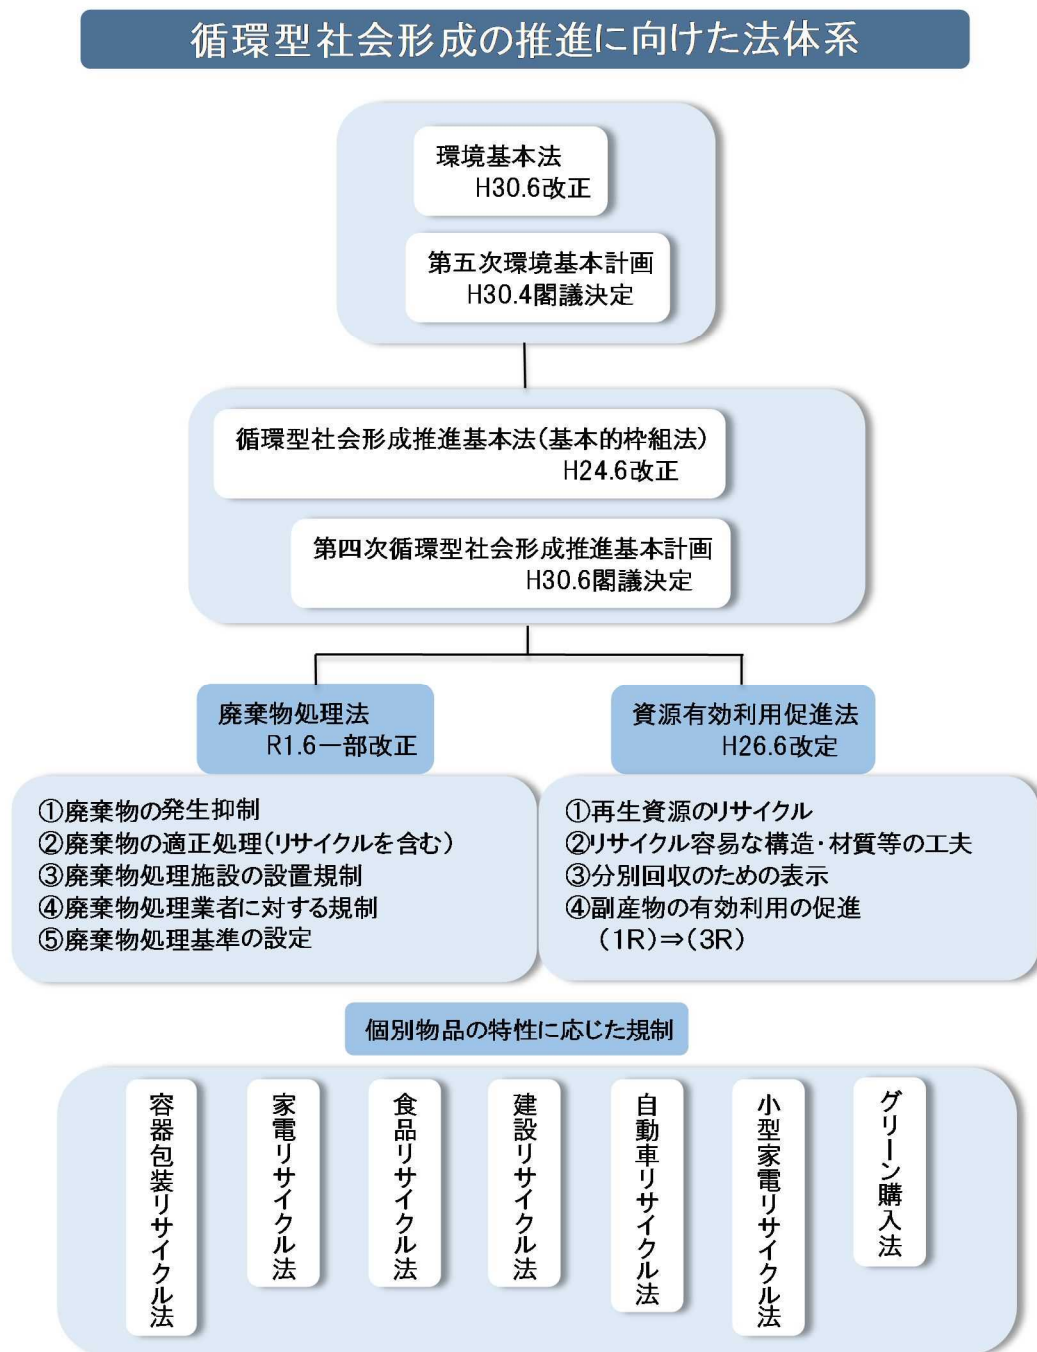 循環型社会形成の推進に向けた法体系
環境基本法
H30.6改正
第五次環境基本計画
H30.4閣議決定
循環型社会形成推進基本法(基本的枠組法)
H24.6改正
第四次循環型社会形成推進基本計画
H30.6閣議決定
廃棄物処理法
R1.6一部改正
①廃棄物の発生抑制
②廃棄物の適正処理(リサイクルを含む)
③廃棄物処理施設の設置規制
④廃棄物処理業者に対する規制
⑤廃棄物処理基準の設定
資源有効利用促進法
H26.6改定
①再生資源のリサイクル
②リサイクル容易な構造・材質等の工夫
③分別回収のための表示
④副産物の有効利用の促進
(1R)⇒(3R)
個別物品の特性に応じた規制
容器包装リサイクル法
家電リサイクル法
食品リサイクル法
建設リサイクル法
自動車リサイクル法
小型家電リサイクル法
グリーン購入法